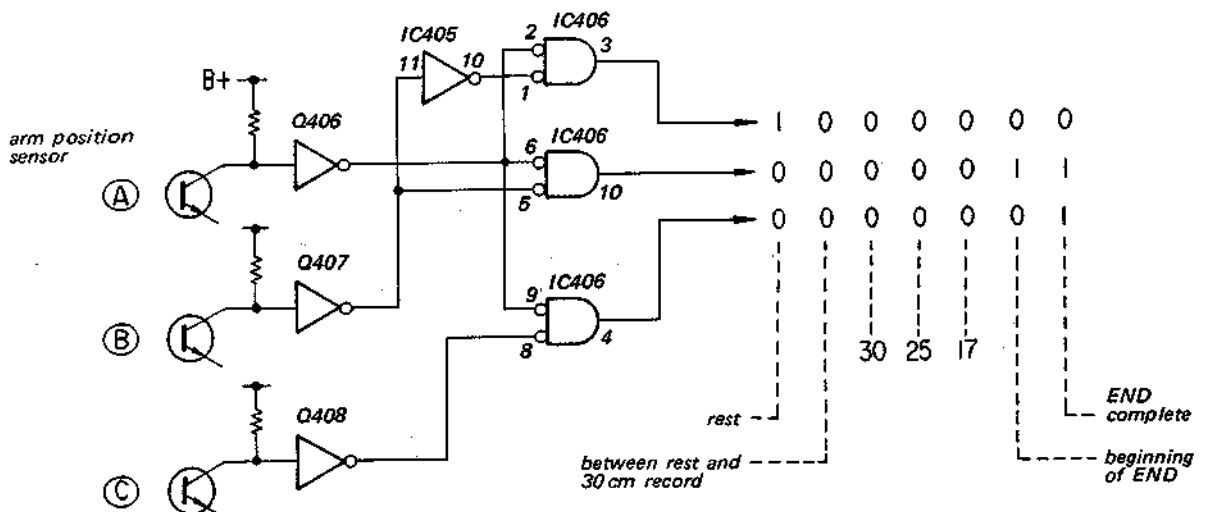 IC406
IC405
2
3
11
10
1
B+
Q406
IC406
1 0 0 0 0 0 0
arm position
sensor
6
10
0 0 0 0 0 1 1
A
5
0 0 0 0 0 0 1
Q407
IC406
9
4
B
8
30 25 17
Q408
rest
END
complete
between rest and
30 cm record
beginning
of END
C